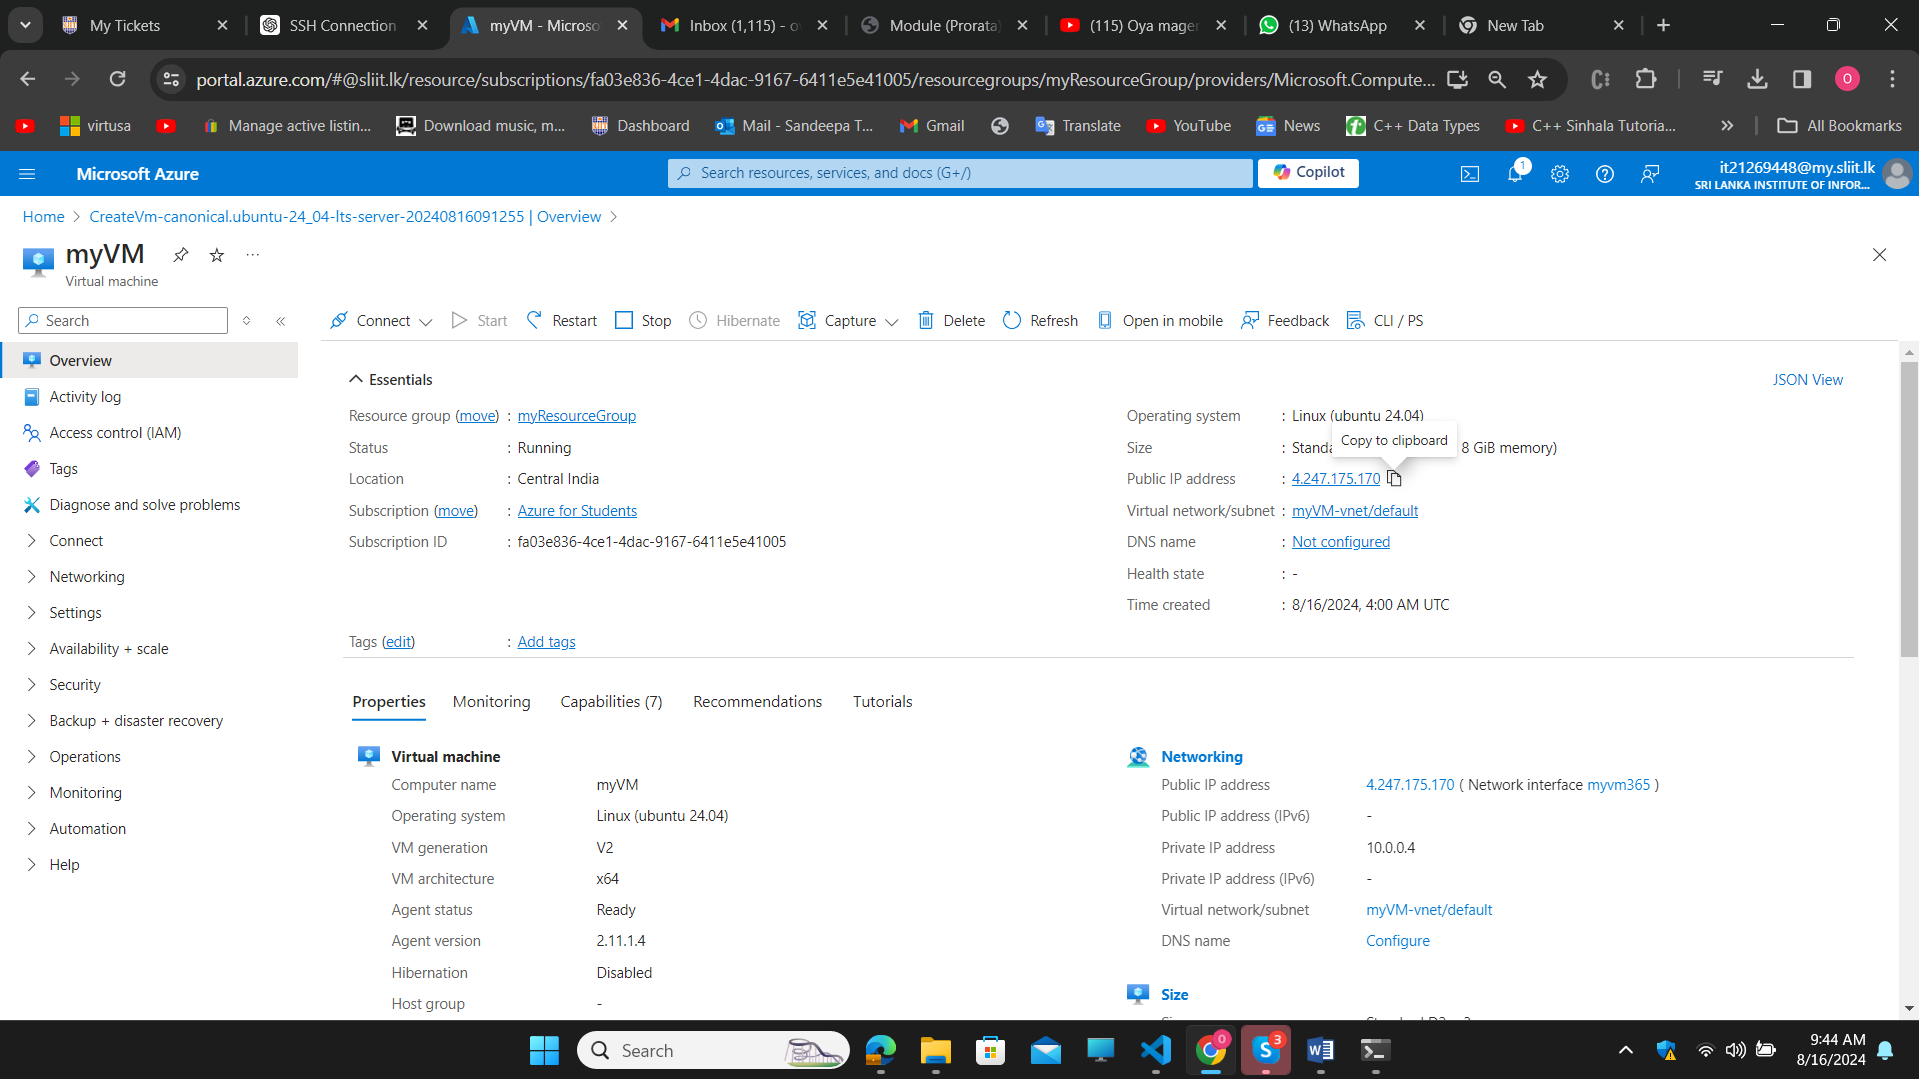 My Tickets
SSH Connection
myVM - Microso
Inbox (1,115) - o
Module (Prorata)
(115) Oya mager
(13) WhatsApp
New Tab
portal.azure.com/#@sliit.lk/resource/subscriptions/fa03e836-4ce1-4dac-9167-6411e5e41005/resourcegroups/myResourceGroup/providers/Microsoft.Compute...
O
virtusa
Manage active listin...
Download music, m...
Dashboard
Mail - Sandeepa T...
Gmail
Translate
YouTube
News
C++ Data Types
C++ Sinhala Tutoria...
All Bookmarks
Microsoft Azure
Search resources, services, and docs (G+/)
Copilot
1
it21269448@my.sliit.lk
SRI LANKA INSTITUTE OF INFOR...
Home
CreateVm-canonical.ubuntu-24_04-lts-server-20240816091255 | Overview
myVM
Virtual machine
Search
Connect
Start
Restart
Stop
Hibernate
Capture
Delete
Refresh
Open in mobile
Feedback
CLI / PS
Overview
Activity log
Access control (IAM)
Tags
Diagnose and solve problems
Connect
Networking
Settings
Availability + scale
Security
Backup + disaster recovery
Operations
Monitoring
Automation
Help
Essentials
JSON View
Resource group (move) : myResourceGroup
Status : Running
Location : Central India
Subscription (move) : Azure for Students
Subscription ID : fa03e836-4ce1-4dac-9167-6411e5e41005
Operating system : Linux (ubuntu 24.04)
Copy to clipboard
Size : Standa 8 GiB memory)
Public IP address : 4.247.175.170
Virtual network/subnet : myVM-vnet/default
DNS name : Not configured
Health state : -
Time created : 8/16/2024, 4:00 AM UTC
Tags (edit) : Add tags
Properties
Monitoring
Capabilities (7)
Recommendations
Tutorials
Virtual machine
Computer name myVM
Operating system Linux (ubuntu 24.04)
VM generation V2
VM architecture x64
Agent status Ready
Agent version 2.11.1.4
Hibernation Disabled
Host group -
Networking
Public IP address 4.247.175.170 ( Network interface myvm365 )
Public IP address (IPv6) -
Private IP address 10.0.0.4
Private IP address (IPv6) -
Virtual network/subnet myVM-vnet/default
DNS name Configure
Size
Search
0
3
9:44 AM
8/16/2024